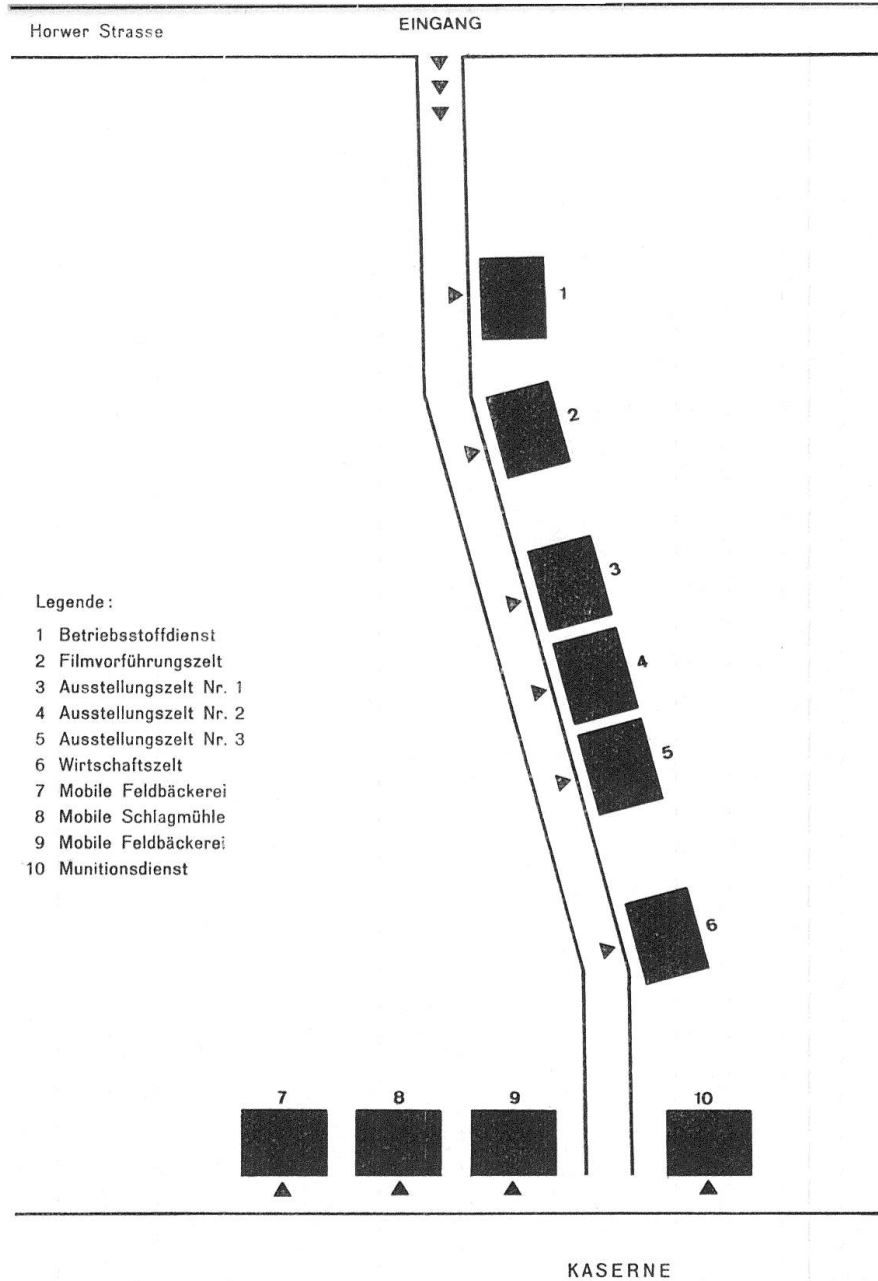 Horwer Strasse
EINGANG
1
2
3
4
5
6
Legende:
1 Betriebsstoffdienst
2 Filmvorführungszelt
3 Ausstellungszelt Nr. 1
4 Ausstellungszelt Nr. 2
5 Ausstellungszelt Nr. 3
6 Wirtschaftszelt
7 Mobile Feldbäckerei
8 Mobile Schlagmühle
9 Mobile Feldbäckerei
10 Munitionsdienst
7 8 9 10
KASERNE